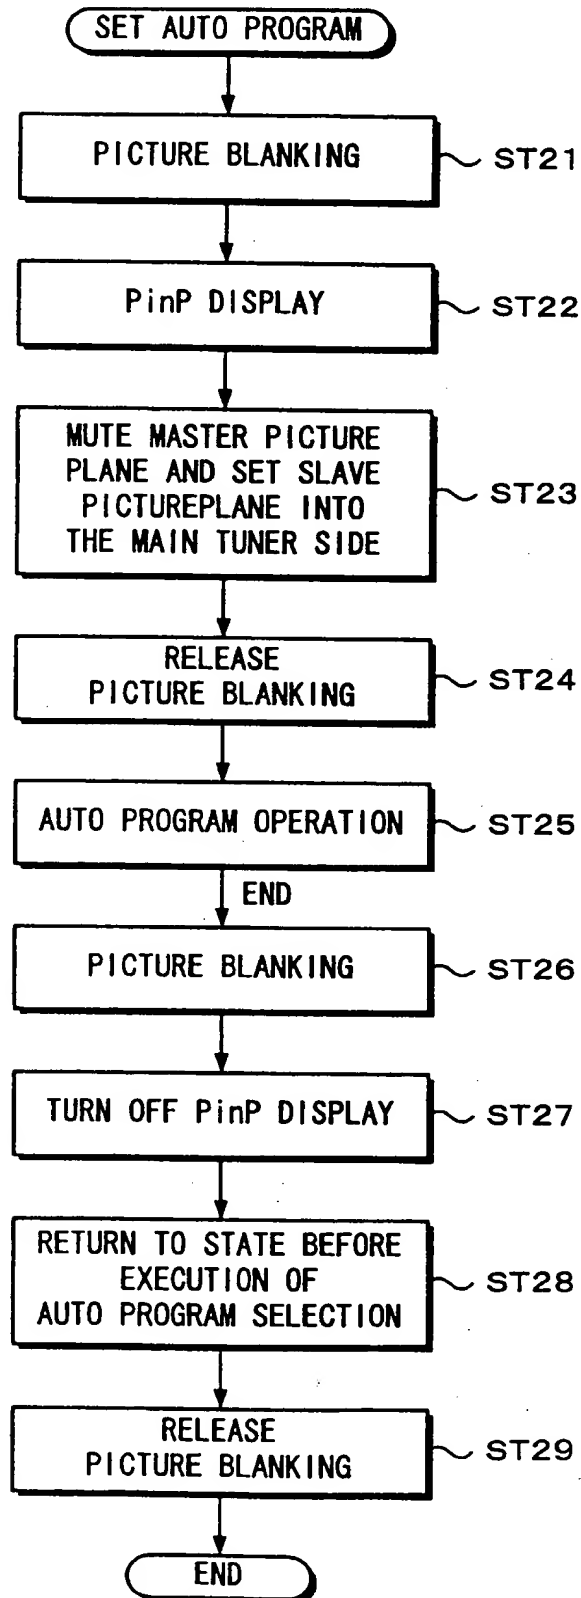 SET AUTO PROGRAM
PICTURE BLANKING
ST21
PinP DISPLAY
ST22
MUTE MASTER PICTURE
PLANE AND SET SLAVE
PICTUREPLANE INTO
THE MAIN TUNER SIDE
ST23
RELEASE
PICTURE BLANKING
ST24
AUTO PROGRAM OPERATION
ST25
END
PICTURE BLANKING
ST26
TURN OFF PinP DISPLAY
ST27
RETURN TO STATE BEFORE
EXECUTION OF
AUTO PROGRAM SELECTION
ST28
RELEASE
PICTURE BLANKING
ST29
END